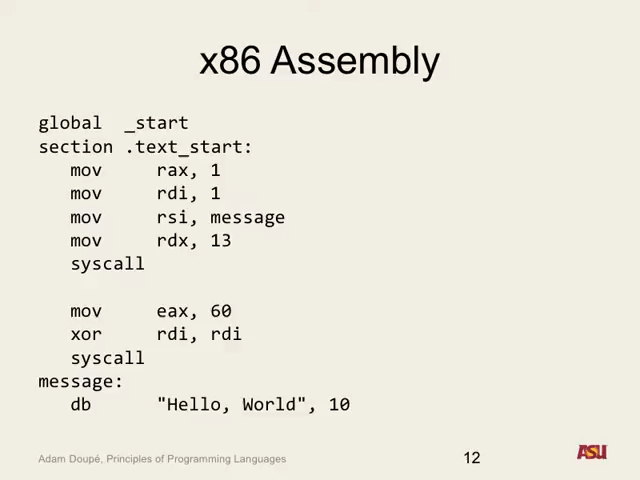 x86 Assembly
global _start
section .text_start:
mov rax, 1
mov rdi, 1
mov rsi, message
mov rdx, 13
syscall
mov eax, 60
xor rdi, rdi
syscall
message:
db "Hello, World", 10
Adam Doupé, Principles of Programming Languages
12
ASU